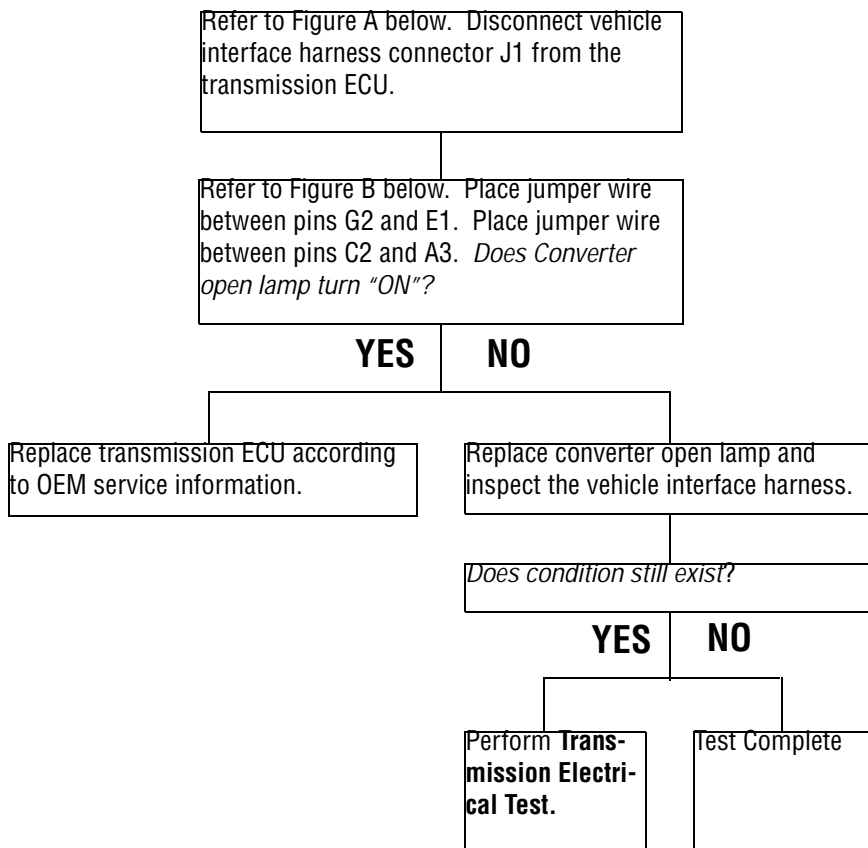 Refer to Figure A below. Disconnect vehicle
interface harness connector J1 from the
transmission ECU.
Refer to Figure B below. Place jumper wire
between pins G2 and E1. Place jumper wire
between pins C2 and A3. Does Converter
open lamp turn “ON”?
YES NO
Replace transmission ECU according
to OEM service information.
Replace converter open lamp and
inspect the vehicle interface harness.
Does condition still exist?
YES NO
Perform Trans-
mission Electri-
cal Test.
Test Complete